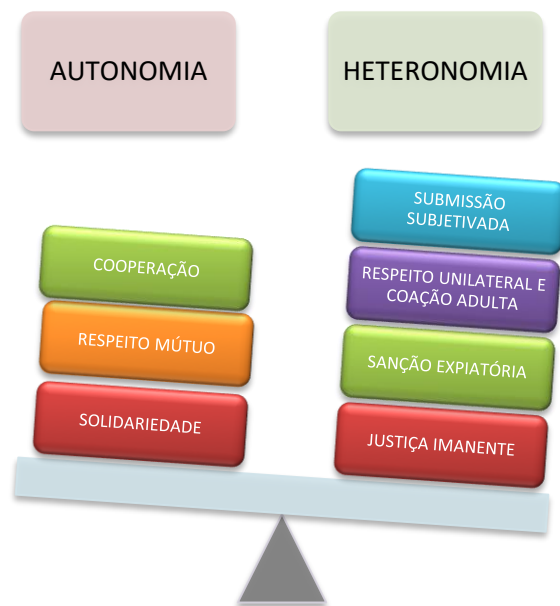 AUTONOMIA
HETERONOMIA
COOPERAÇÃO
RESPEITO MÚTUO
SOLIDARIEDADE
SUBMISSÃO
SUBJETIVADA
RESPEITO UNILATERAL E
COAÇÃO ADULTA
SANÇÃO EXPIATÓRIA
JUSTIÇA IMANENTE